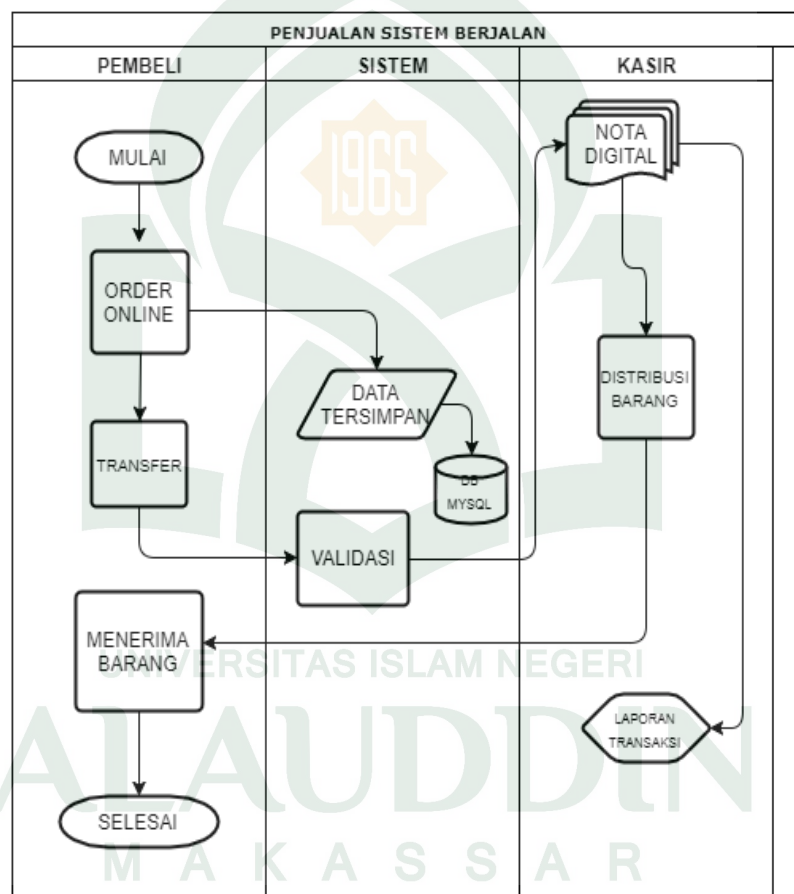 PENJUALAN SISTEM BERJALAN
PEMBELI
SISTEM
KASIR
MULAI
1965
NOTA
DIGITAL
ORDER
ONLINE
DATA
TERSIMPAN
DISTRIBUSI
BARANG
TRANSFER
DB
MYSQL
VALIDASI
MENERIMA
BARANG
UNIVERSITAS ISLAM NEGERI
LAPORAN
TRANSAKSI
ALAUDDIN
SELESAI
MAKASSAR